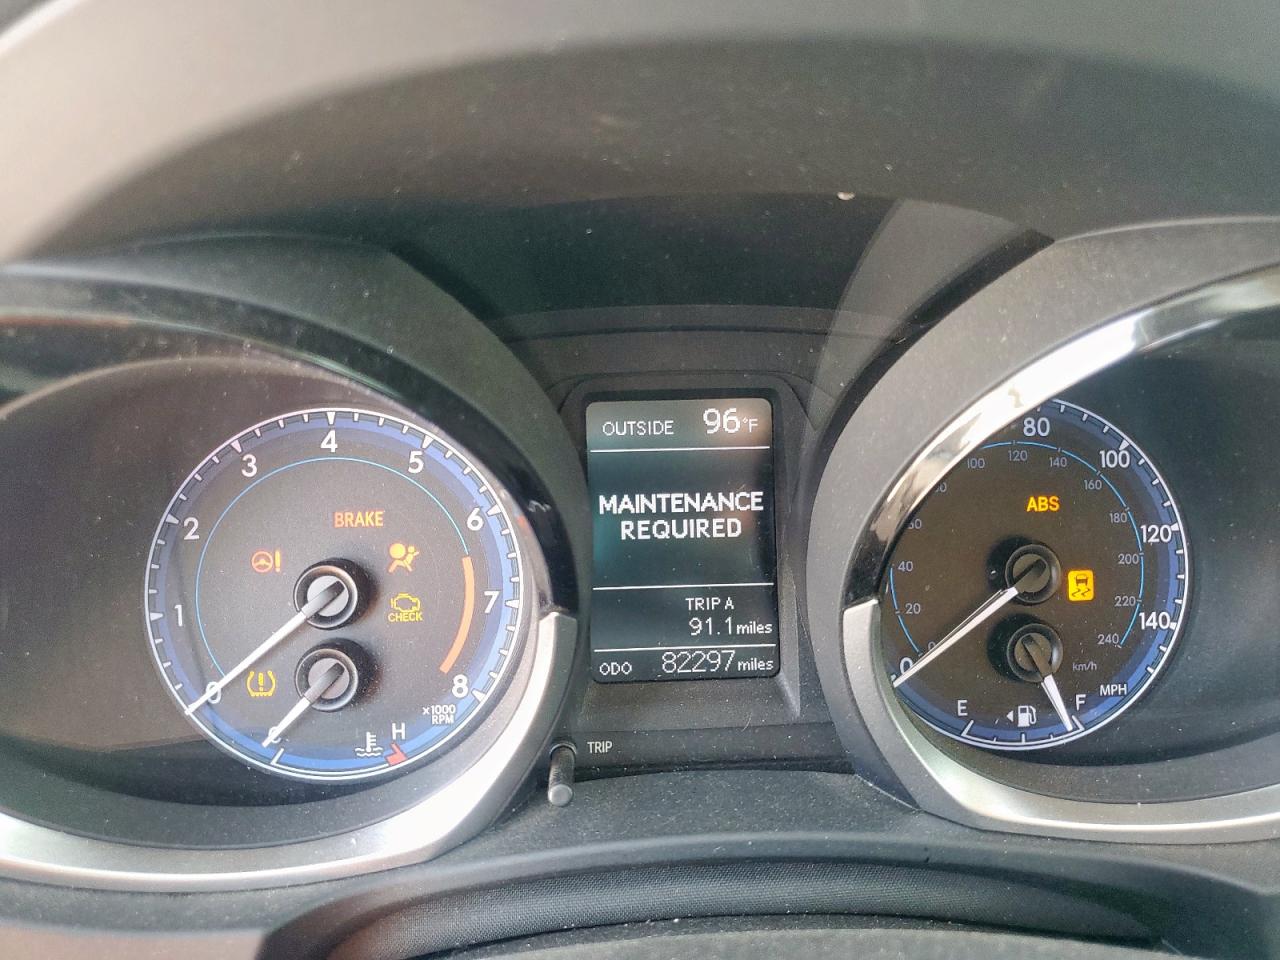 OUTSIDE 96°F
MAINTENANCE
REQUIRED
TRIP A
91.1 miles
ODO 82297 miles
TRIP
0
1
2
3
4
5
6
7
8
x1000
RPM
BRAKE
!
CHECK
!
H
0
80
100
120
140
MPH
0
20
40
100
120
140
160
180
200
220
240
km/h
ABS
E
F